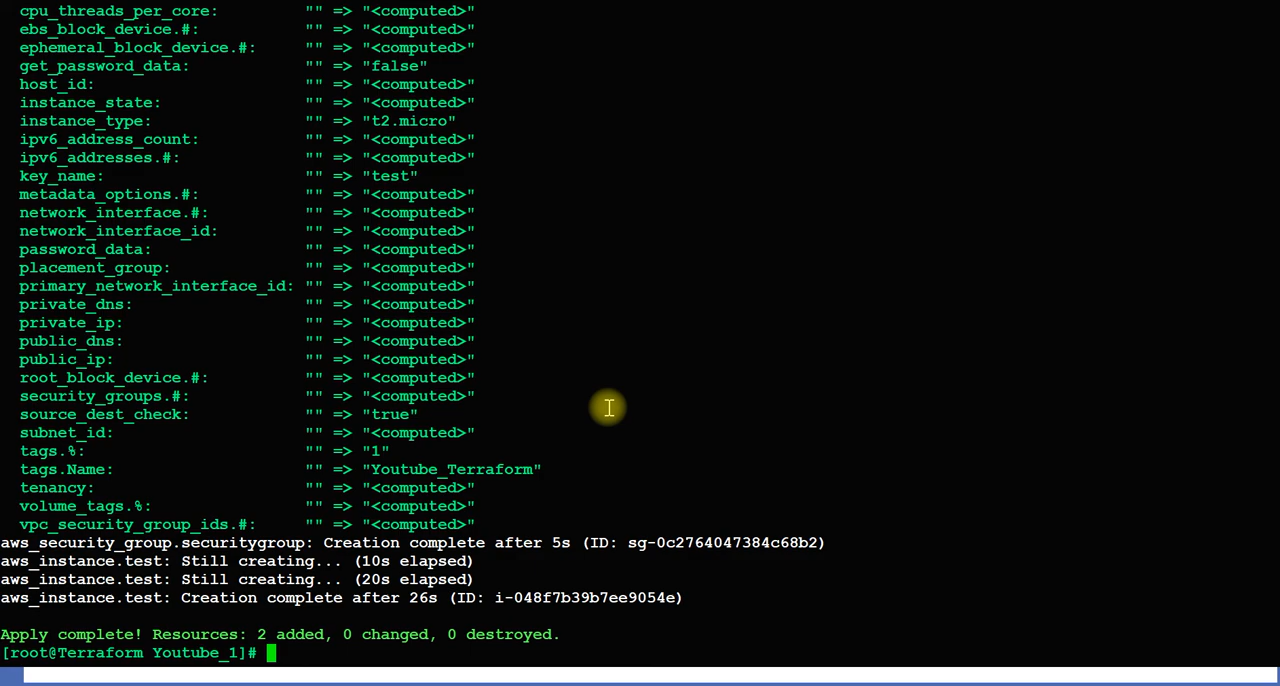 cpu_threads_per_core: "" => "<computed>"
ebs_block_device.#: "" => "<computed>"
ephemeral_block_device.#: "" => "<computed>"
get_password_data: "" => "false"
host_id: "" => "<computed>"
instance_state: "" => "<computed>"
instance_type: "" => "t2.micro"
ipv6_address_count: "" => "<computed>"
ipv6_addresses.#: "" => "<computed>"
key_name: "" => "test"
metadata_options.#: "" => "<computed>"
network_interface.#: "" => "<computed>"
network_interface_id: "" => "<computed>"
password_data: "" => "<computed>"
placement_group: "" => "<computed>"
primary_network_interface_id: "" => "<computed>"
private_dns: "" => "<computed>"
private_ip: "" => "<computed>"
public_dns: "" => "<computed>"
public_ip: "" => "<computed>"
root_block_device.#: "" => "<computed>"
security_groups.#: "" => "<computed>"
source_dest_check: "" => "true"
subnet_id: "" => "<computed>"
tags.%: "" => "1"
tags.Name: "" => "Youtube_Terraform"
tenancy: "" => "<computed>"
volume_tags.%: "" => "<computed>"
vpc_security_group_ids.#: "" => "<computed>"
aws_security_group.securitygroup: Creation complete after 5s (ID: sg-0c2764047384c68b2)
aws_instance.test: Still creating... (10s elapsed)
aws_instance.test: Still creating... (20s elapsed)
aws_instance.test: Creation complete after 26s (ID: i-048f7b39b7ee9054e)
Apply complete! Resources: 2 added, 0 changed, 0 destroyed.
[root@Terraform Youtube_1]#